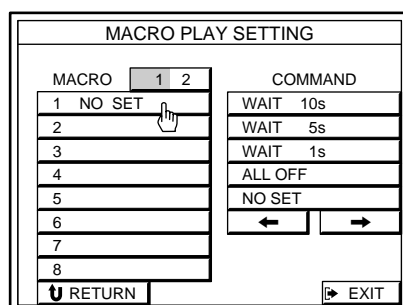 MACRO PLAY SETTING
MACRO 1 2
1 NO SET
2
3
4
5
6
7
8
RETURN
COMMAND
WAIT 10s
WAIT 5s
WAIT 1s
ALL OFF
NO SET
EXIT